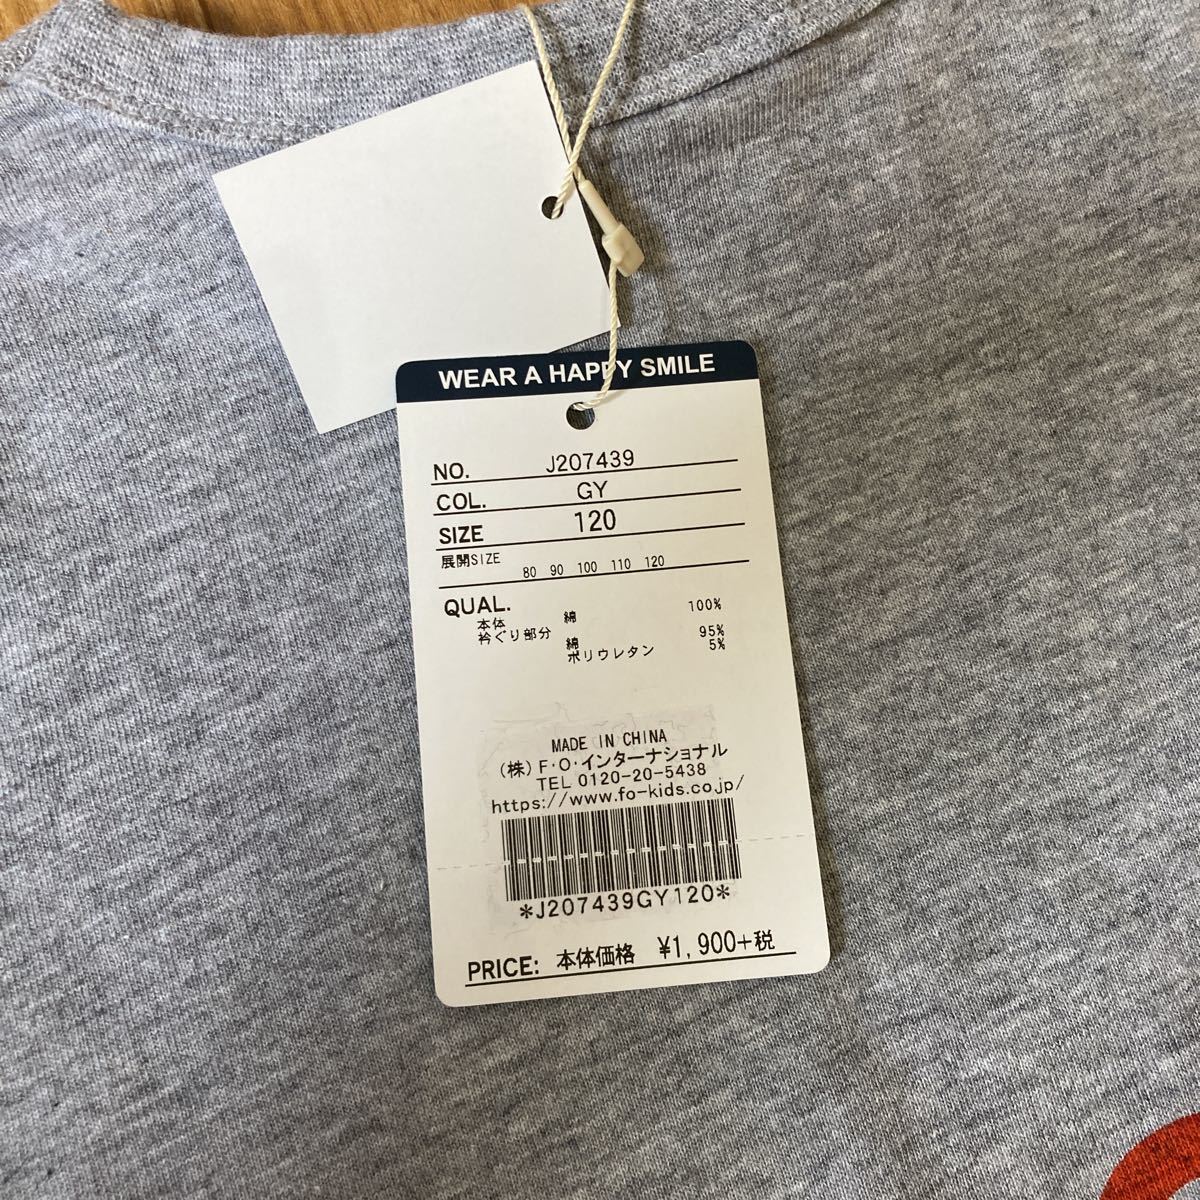 WEAR A HAPPY SMILE
NO. J207439
COL. GY
SIZE 120
展開SIZE 80 90 100 110 120
QUAL.
本体 綿 100%
衿ぐり部分 綿 95%
ポリウレタン 5%
MADE IN CHINA
(株)F・O・インターナショナル
TEL 0120-20-5438
https://www.fo-kids.co.jp/
*J207439GY120*
PRICE: 本体価格 ¥1,900+税